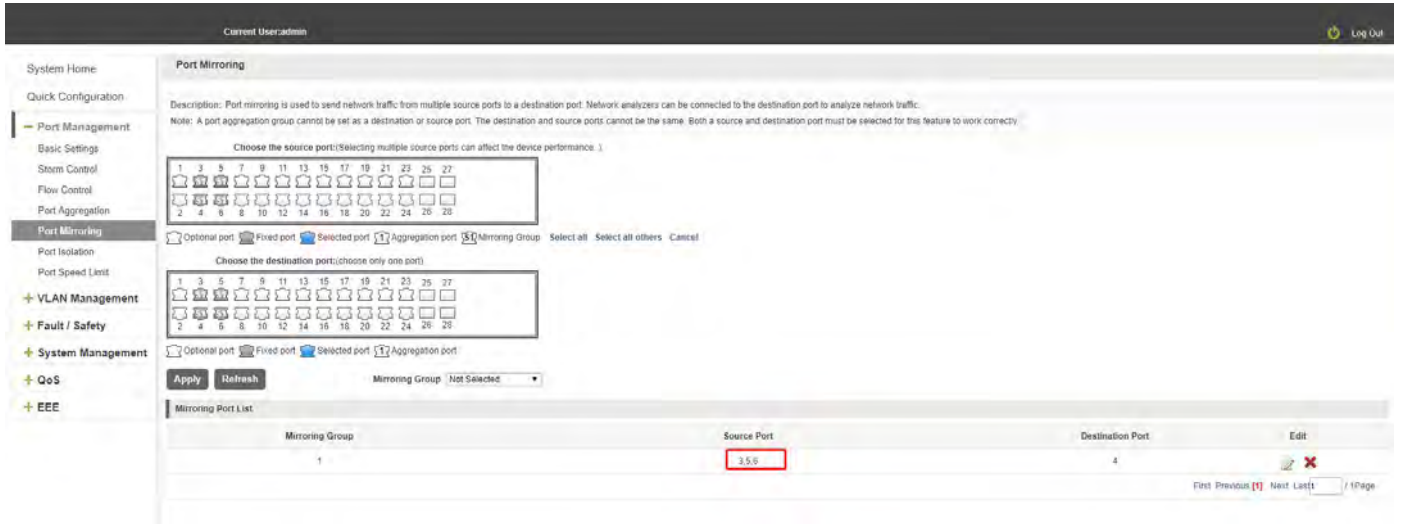 Current User:admin
Log Out
System Home
Quick Configuration
Port Management
Basic Settings
Storm Control
Flow Control
Port Aggregation
Port Mirroring
Port Isolation
Port Speed Limit
VLAN Management
Fault / Safety
System Management
QoS
EEE
Port Mirroring
Description: Port mirroring is used to send network traffic from multiple source ports to a destination port. Network analyzers can be connected to the destination port to analyze network traffic.
Note: A port aggregation group cannot be set as a destination or source port. The destination and source ports cannot be the same. Both a source and destination port must be selected for this feature to work correctly.
Choose the source port:(Selecting multiple source ports can affect the device performance. )
1 3 5 7 9 11 13 15 17 19 21 23 25 27
2 4 6 8 10 12 14 16 18 20 22 24 26 28
Optional port Fixed port Selected port 1 Aggregation port S1 Mirroring Group Select all Select all others Cancel
Choose the destination port:(choose only one port)
1 3 5 7 9 11 13 15 17 19 21 23 25 27
2 4 6 8 10 12 14 16 18 20 22 24 26 28
Optional port Fixed port Selected port 1 Aggregation port
Apply Refresh Mirroring Group Not Selected
Mirroring Port List
Mirroring Group Source Port Destination Port Edit
1 3,5,6 4
First Previous [1] Next Last 1 / 1Page